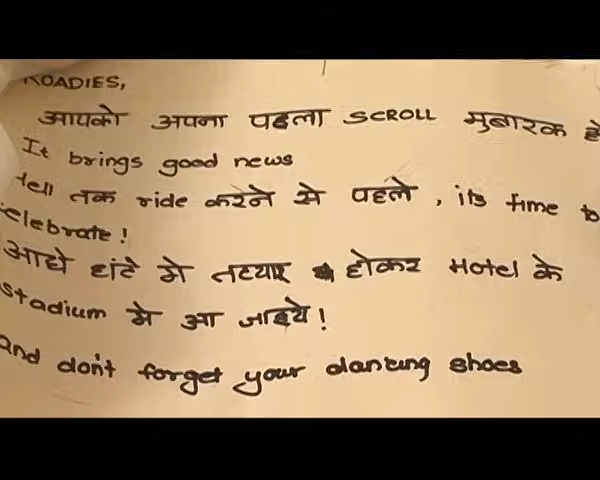 ROADIES,
आपको अपना पहला SCROLL मुबारक हो
It brings good news
Hell तक ride करने से पहले, its time to
celebrate!
आधे घंटे मे तय्यार होकर Hotel के
Stadium मे आ जाइये!
And don't forget your dancing shoes